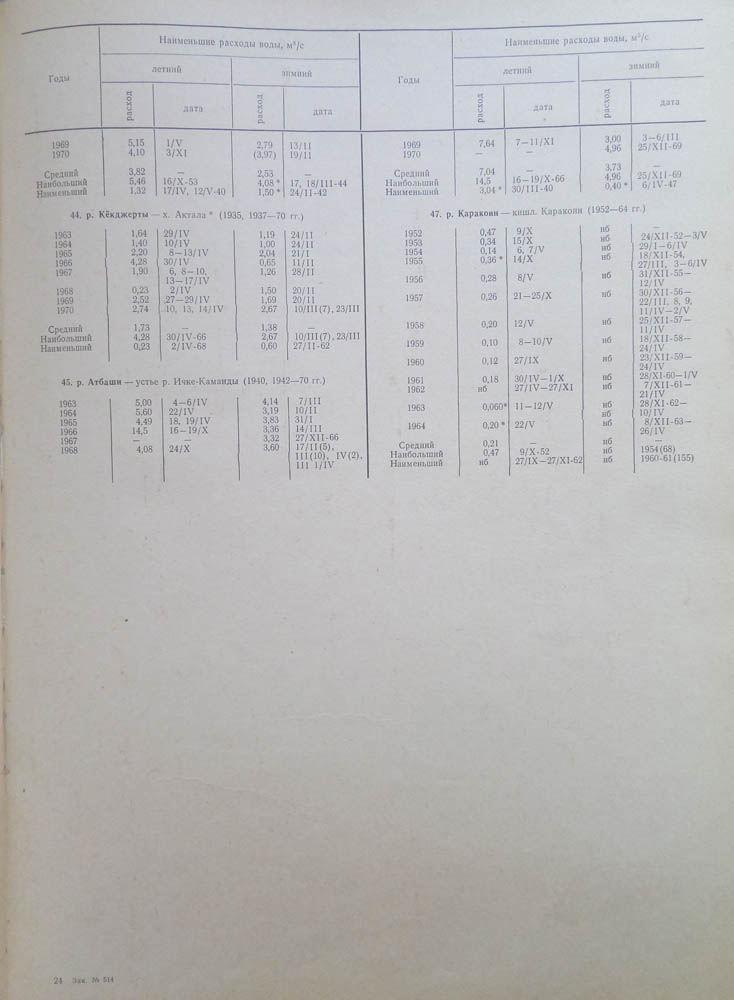 Годы
Наименьшие расходы воды, м³/с
летний
зимний
расход
дата
расход
дата
1969 5,15 1/V 2,79 13/II
1970 4,10 3/XI (3,97) 19/II
Средний 3,82 — 2,53 —
Наибольший 5,46 16/X-53 4,08 * 17, 18/III-44
Наименьший 1,32 17/IV, 12/V-40 1,50 * 24/II-42
44. р. Кёкджерты — х. Актала * (1935, 1937—70 гг.)
1963 1,64 29/IV 1,19 24/II
1964 1,40 10/IV 1,00 24/II
1965 2,20 8—13/IV 2,04 21/I
1966 4,28 30/IV 0,65 11/II
1967 1,90 6, 8—10, 1,26 28/II
13—17/IV
1968 0,23 2/IV 1,50 20/II
1969 2,52 27—29/IV 1,69 20/II
1970 2,74 10, 13, 14/IV 2,67 10/III(7), 23/III
Средний 1,73 — 1,38 —
Наибольший 4,28 30/IV-66 2,67 10/III(7), 23/III
Наименьший 0,23 2/IV-68 0,60 27/II-62
45. р. Атбаши — устье р. Ичке-Каманды (1940, 1942—70 гг.)
1963 5,00 4—6/IV 4,14 7/III
1964 5,60 22/IV 3,19 10/II
1965 4,49 18, 19/IV 3,83 31/I
1966 14,5 16—19/X 3,36 14/III
1967 — — 3,32 27/XII-66
1968 4,08 24/X 3,60 17/II(5),
III(10), IV(2),
III 1/IV
Годы
Наименьшие расходы воды, м³/с
летний
зимний
расход
дата
расход
дата
1969 7,64 7—11/XI 3,00 3—6/III
1970 — — 4,96 25/XII-69
Средний 7,04 — 3,73 —
Наибольший 14,5 16—19/X-66 4,96 25/XII-69
Наименьший 3,04 * 30/III-40 0,40 * 6/IV-47
47. р. Каракоин — кишл. Каракоин (1952—64 гг.)
1952 0,47 9/X нб —
1953 0,34 15/X нб 24/XII-52—3/V
1954 0,14 6, 7/V нб 29/I—6/IV
1955 0,36 * 14/X нб 18/XII-54,
27/III, 3—6/IV
1956 0,28 8/V нб 31/XII-55—
12/IV
1957 0,26 21—25/X нб 30/XII-56—
22/III, 8, 9,
11/IV—2/V
1958 0,20 12/V нб 25/XII-57—
11/IV
1959 0,10 8—10/V нб 18/XII-58—
24/IV
1960 0,12 27/IX нб 23/XII-59—
24/IV
1961 0,18 30/IV—1/X нб 28/XI-60—1/V
1962 нб 27/IV—27/XI нб 7/XII-61—
21/IV
1963 0,060* 11—12/V нб 28/XI-62—
нб 10/IV
1964 0,20 * 22/V нб 8/XII-63—
26/IV
Средний 0,21 — нб —
Наибольший 0,47 9/X-52 нб 1954(68)
Наименьший нб 27/IX—27/XI-62 нб 1960-61(155)
24 Зак. № 514